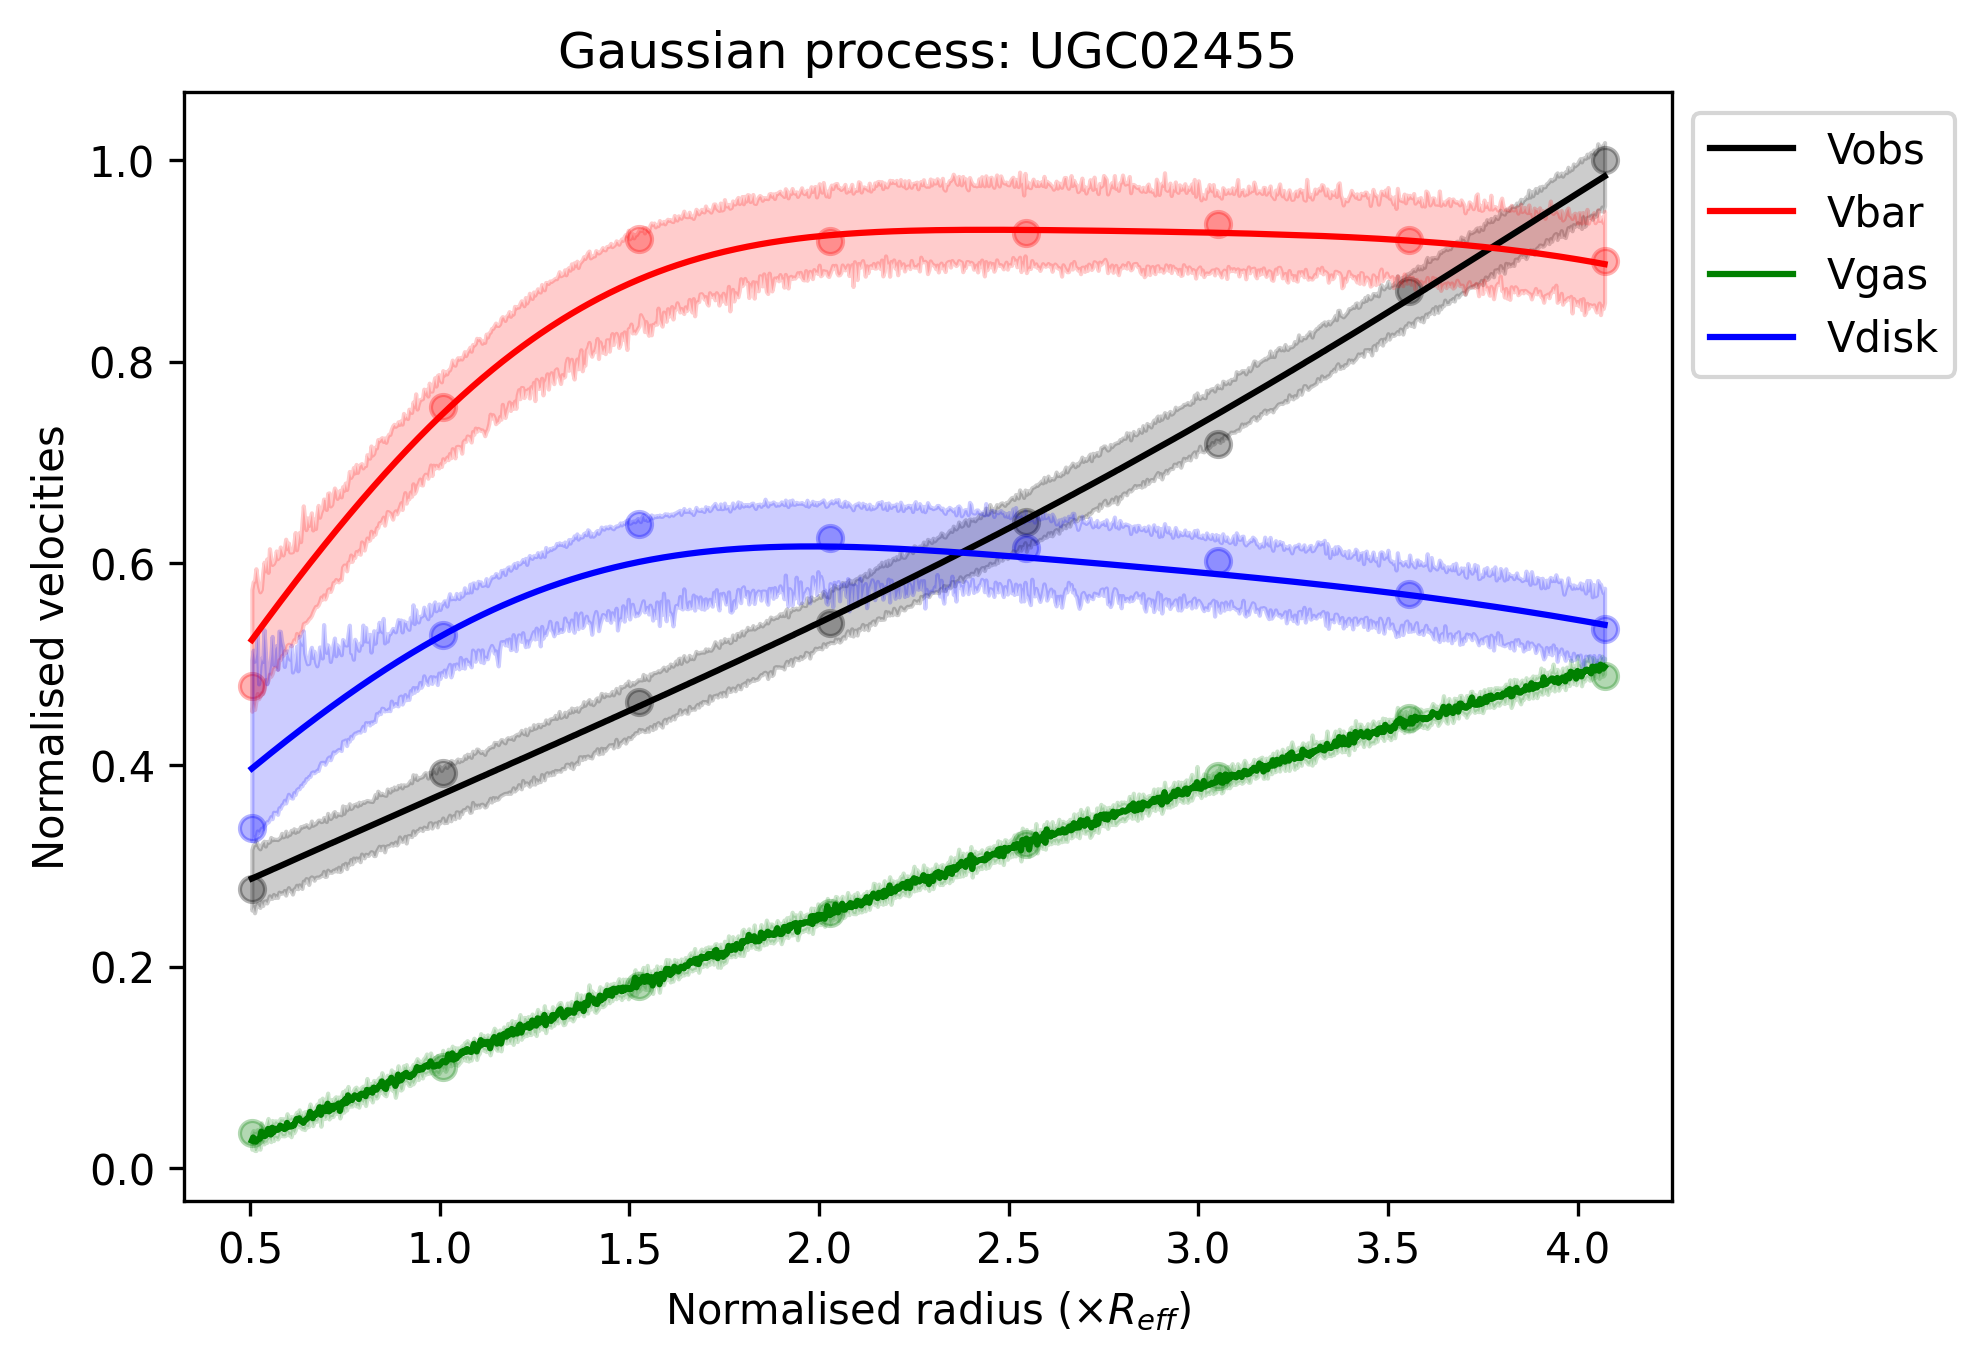 Gaussian process: UGC02455
Vobs
Vbar
Vgas
Vdisk
Normalised velocities
1.0
0.8
0.6
0.4
0.2
0.0
0.5 1.0 1.5 2.0 2.5 3.0 3.5 4.0
Normalised radius (×R_eff)